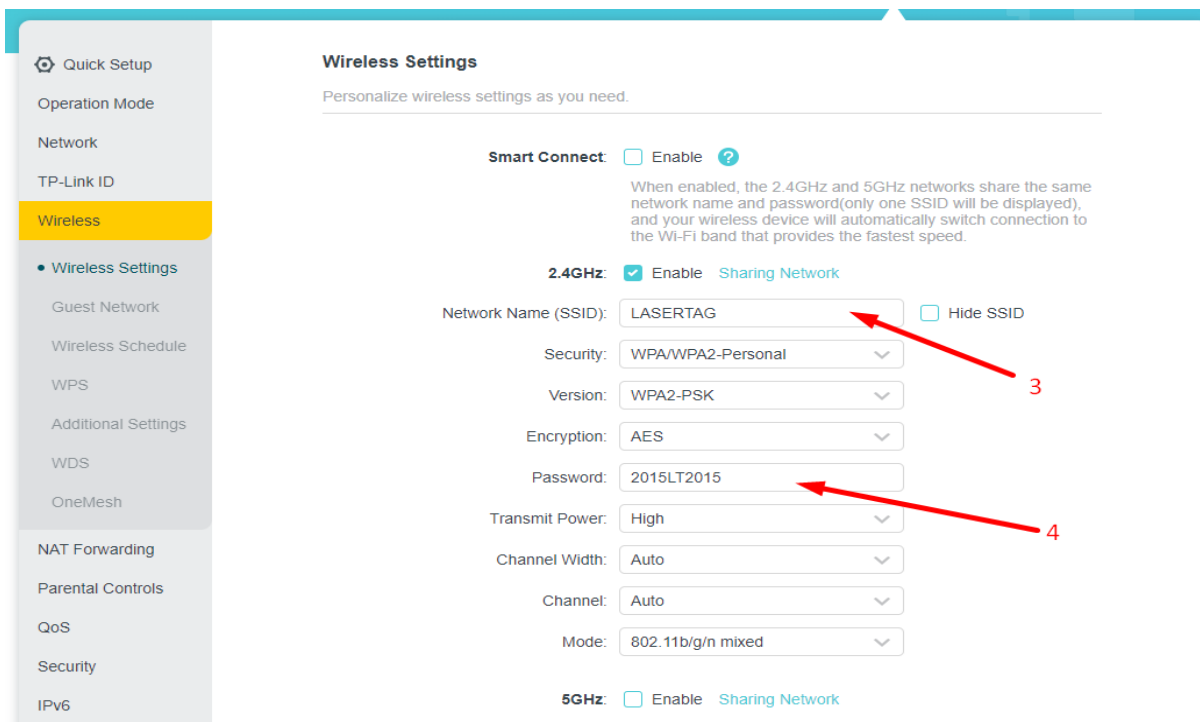 Quick Setup
Operation Mode
Network
TP-Link ID
Wireless
Wireless Settings
Guest Network
Wireless Schedule
WPS
Additional Settings
WDS
OneMesh
NAT Forwarding
Parental Controls
QoS
Security
IPv6
Wireless Settings
Personalize wireless settings as you need.
Smart Connect: Enable ?
When enabled, the 2.4GHz and 5GHz networks share the same
network name and password(only one SSID will be displayed),
and your wireless device will automatically switch connection to
the Wi-Fi band that provides the fastest speed.
2.4GHz: Enable Sharing Network
Network Name (SSID): LASERTAG Hide SSID
Security: WPA/WPA2-Personal
3
Version: WPA2-PSK
Encryption: AES
Password: 2015LT2015
Transmit Power: High
4
Channel Width: Auto
Channel: Auto
Mode: 802.11b/g/n mixed
5GHz: Enable Sharing Network